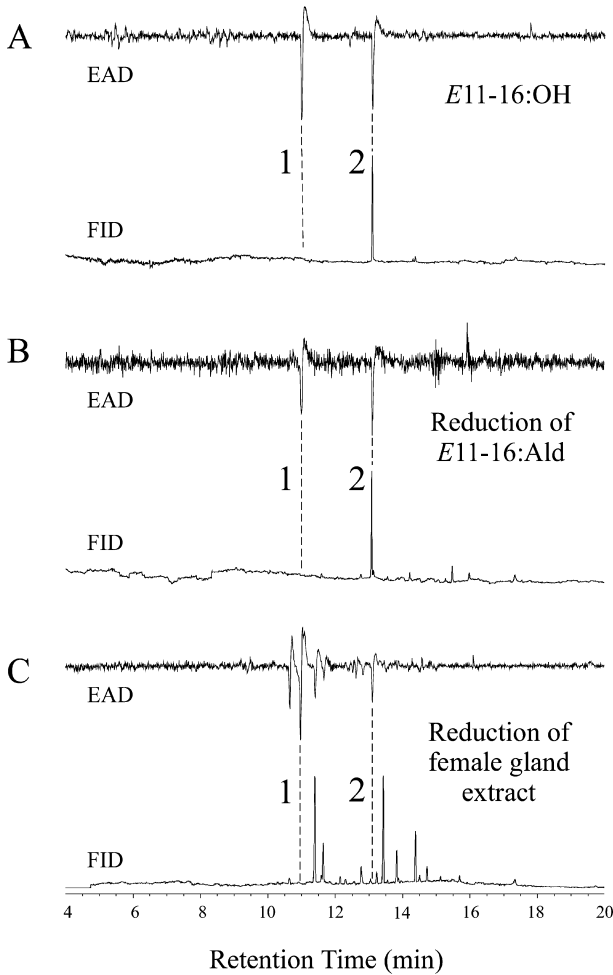 A
EAD
E11-16:OH
1 2
FID
B
EAD
Reduction of
E11-16:Ald
1 2
FID
C
EAD
Reduction of
female gland
extract
1 2
FID
4 6 8 10 12 14 16 18 20
Retention Time (min)